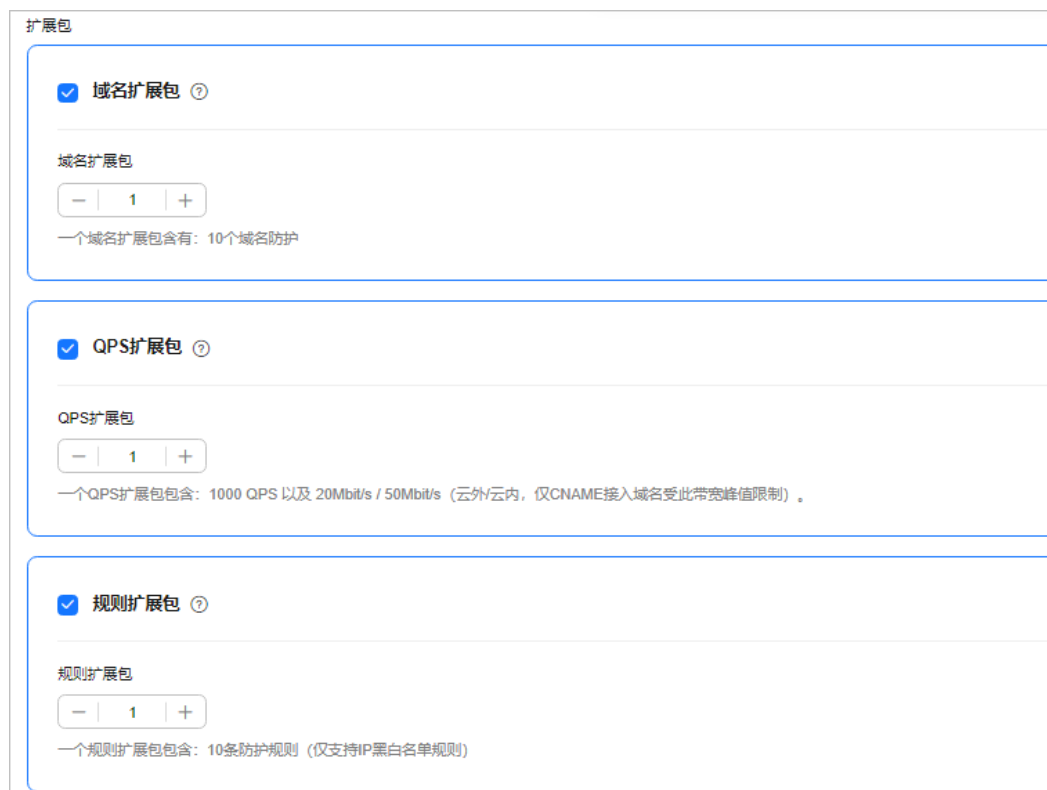 扩展包
域名扩展包 ?
域名扩展包
— 1 +
一个域名扩展包含有：10个域名防护
QPS扩展包 ?
QPS扩展包
— 1 +
一个QPS扩展包包含：1000 QPS 以及 20Mbit/s / 50Mbit/s（云外/云内，仅CNAME接入域名受此带宽峰值限制）。
规则扩展包 ?
规则扩展包
— 1 +
一个规则扩展包包含：10条防护规则（仅支持IP黑白名单规则）